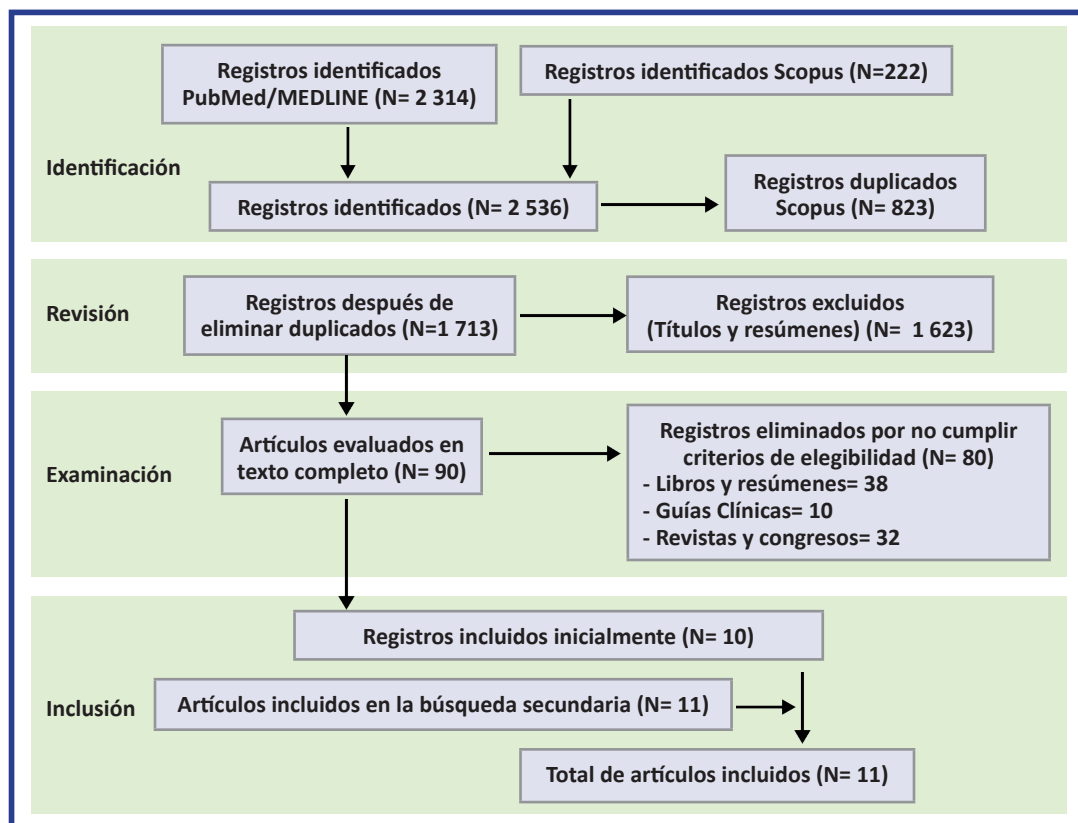 Registros identificados
PubMed/MEDLINE (N= 2 314)
Registros identificados Scopus (N=222)
Identificación
Registros identificados (N= 2 536)
Registros duplicados
Scopus (N= 823)
Revisión
Registros después de
eliminar duplicados (N=1 713)
Registros excluidos
(Títulos y resúmenes) (N=  1 623)
Examinación
Artículos evaluados en
texto completo (N= 90)
Registros eliminados por no cumplir
criterios de elegibilidad (N= 80)
- Libros y resúmenes= 38
- Guías Clínicas= 10
- Revistas y congresos= 32
Registros incluidos inicialmente (N= 10)
Inclusión
Artículos incluidos en la búsqueda secundaria (N= 11)
Total de artículos incluidos (N= 11)